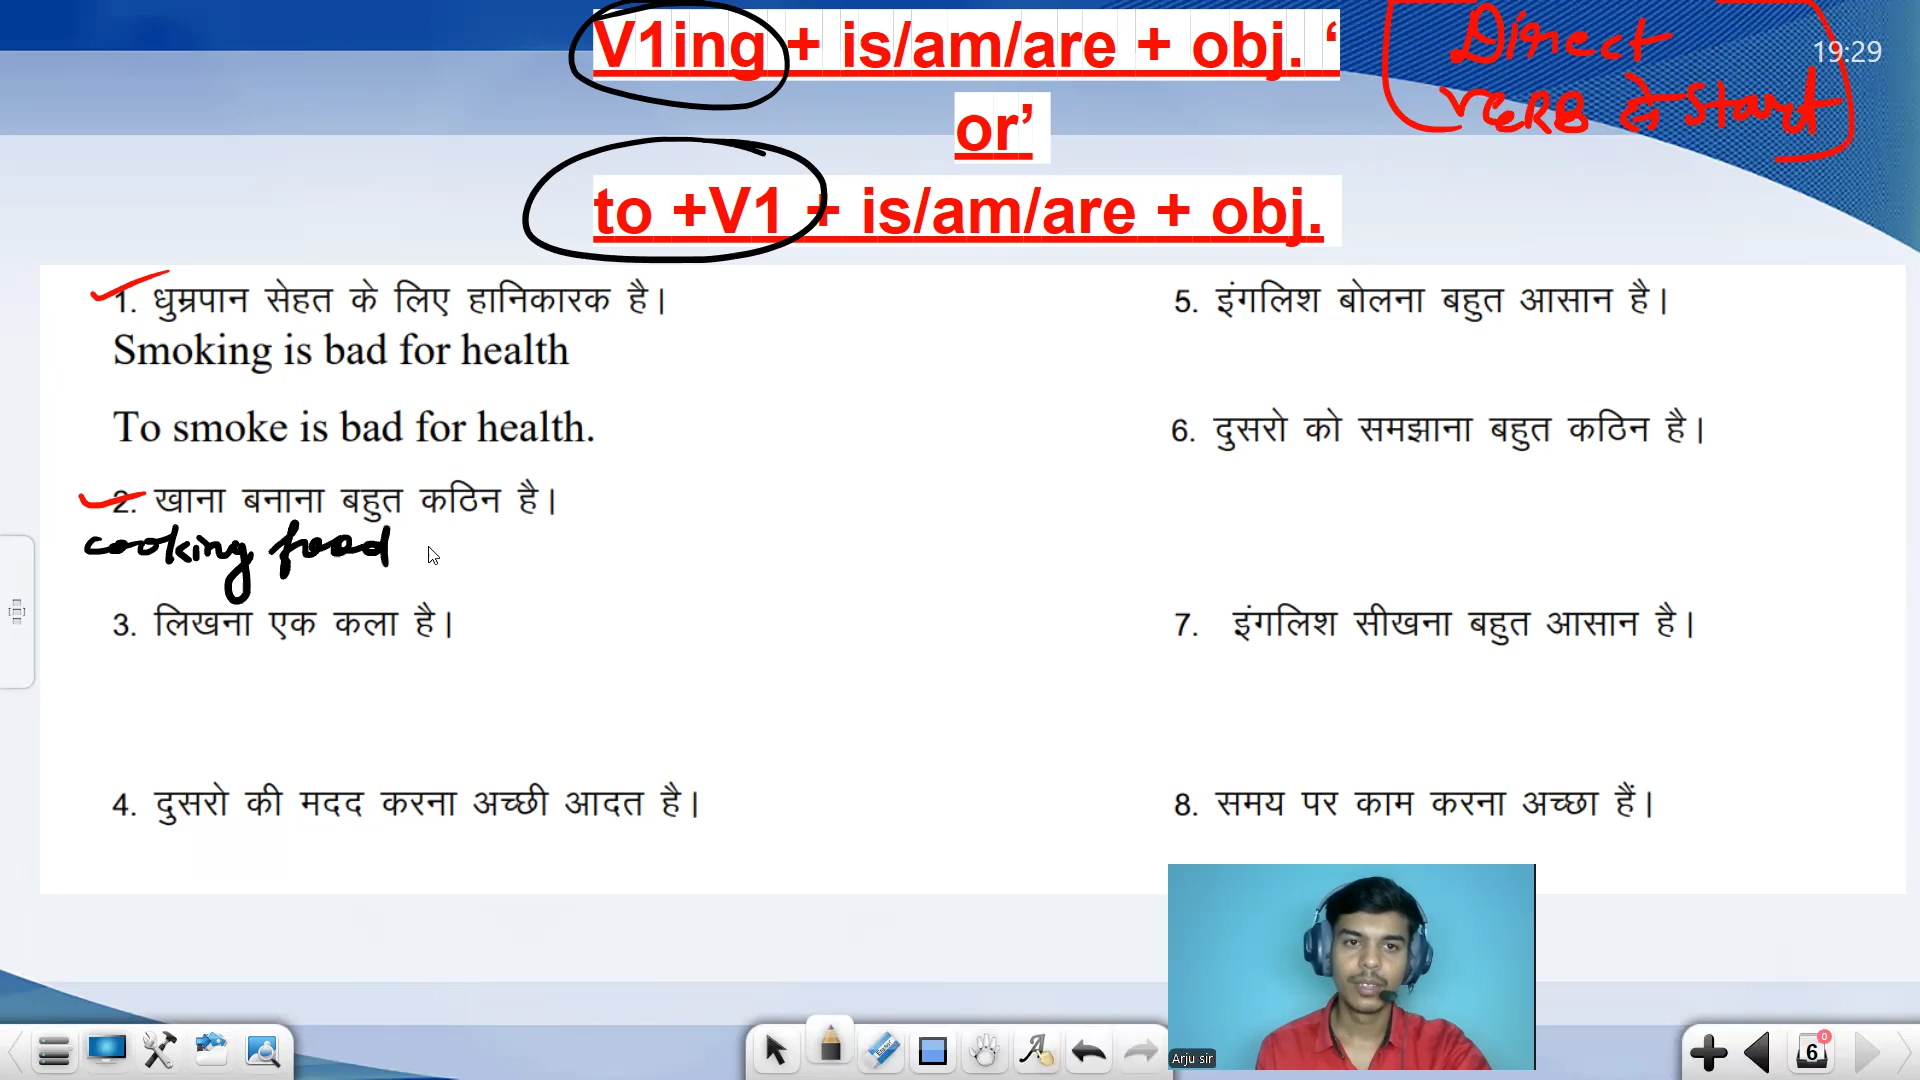 V1ing + is/am/are + obj. ‘
or’
to +V1 + is/am/are + obj.
Direct
VERB से start
19:29
1. धुम्रपान सेहत के लिए हानिकारक है।
Smoking is bad for health
To smoke is bad for health.
2. खाना बनाना बहुत कठिन है।
cooking food
3. लिखना एक कला है।
4. दुसरो की मदद करना अच्छी आदत है।
5. इंगलिश बोलना बहुत आसान है।
6. दुसरो को समझाना बहुत कठिन है।
7. इंगलिश सीखना बहुत आसान है।
8. समय पर काम करना अच्छा हैं।
Arju sir
6
0